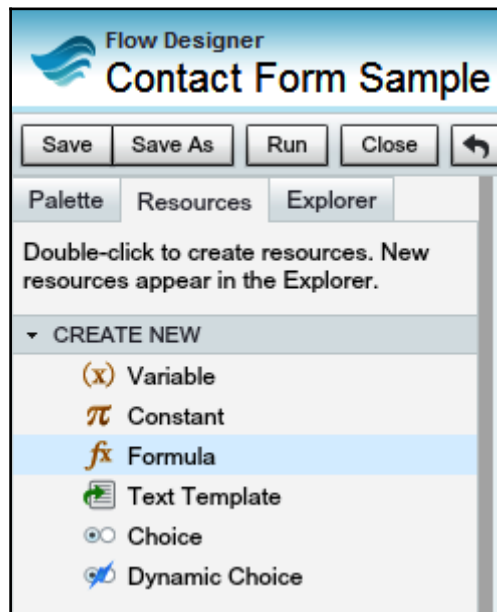 Flow Designer
Contact Form Sample
Save Save As Run Close
Palette Resources Explorer
Double-click to create resources. New
resources appear in the Explorer.
CREATE NEW
(x) Variable
π Constant
fx Formula
Text Template
Choice
Dynamic Choice